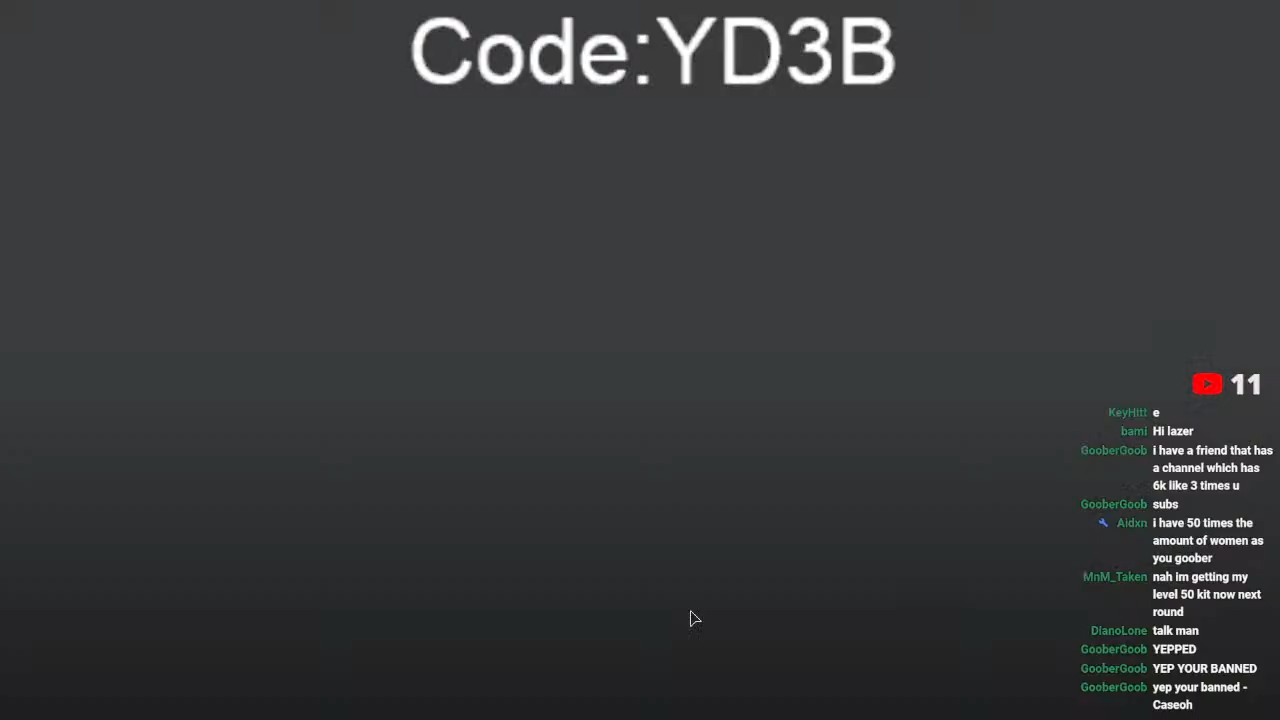 Code:YD3B
11
KeyHitt e
bami Hi lazer
GooberGoob i have a friend that has
a channel which has
6k like 3 times u
GooberGoob subs
Aidxn i have 50 times the
amount of women as
you goober
MnM_Taken nah im getting my
level 50 kit now next
round
DianoLone talk man
GooberGoob YEPPED
GooberGoob YEP YOUR BANNED
GooberGoob yep your banned -
Caseoh